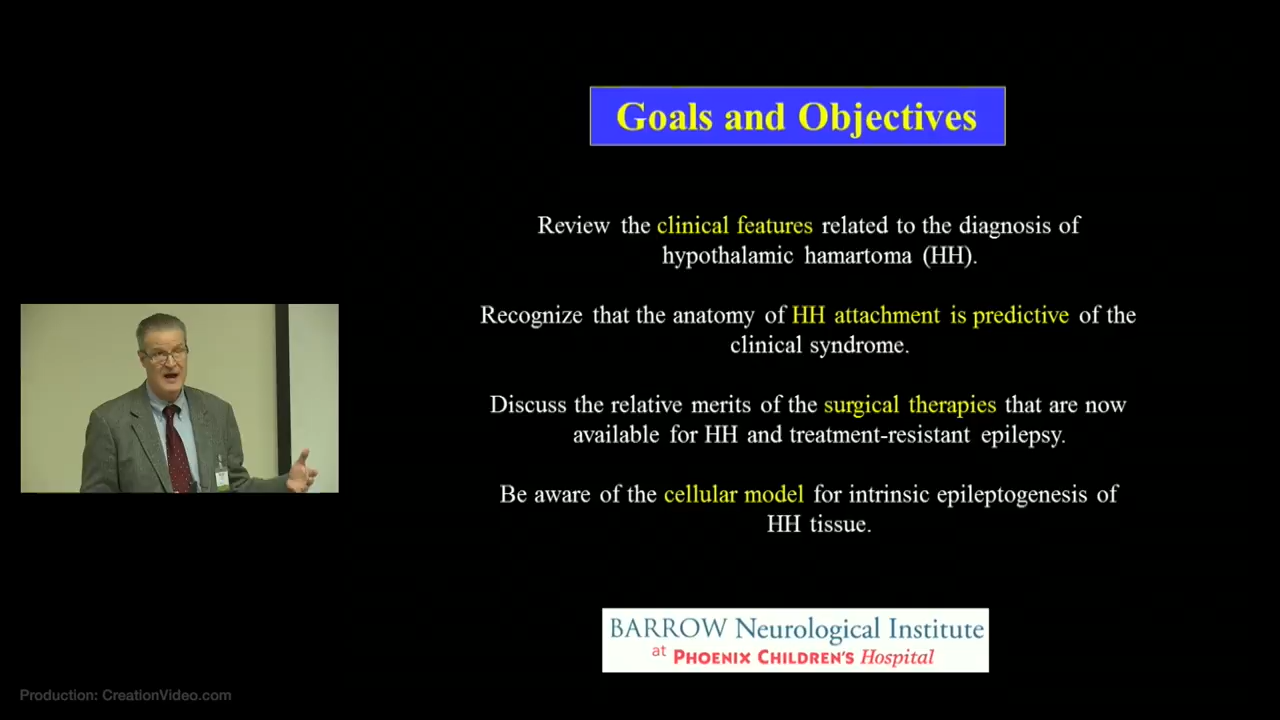 Goals and Objectives
Review the clinical features related to the diagnosis of
hypothalamic hamartoma (HH).
Recognize that the anatomy of HH attachment is predictive of the
clinical syndrome.
Discuss the relative merits of the surgical therapies that are now
available for HH and treatment-resistant epilepsy.
Be aware of the cellular model for intrinsic epileptogenesis of
HH tissue.
BARROW Neurological Institute
at PHOENIX CHILDREN'S Hospital
Production: CreationVideo.com